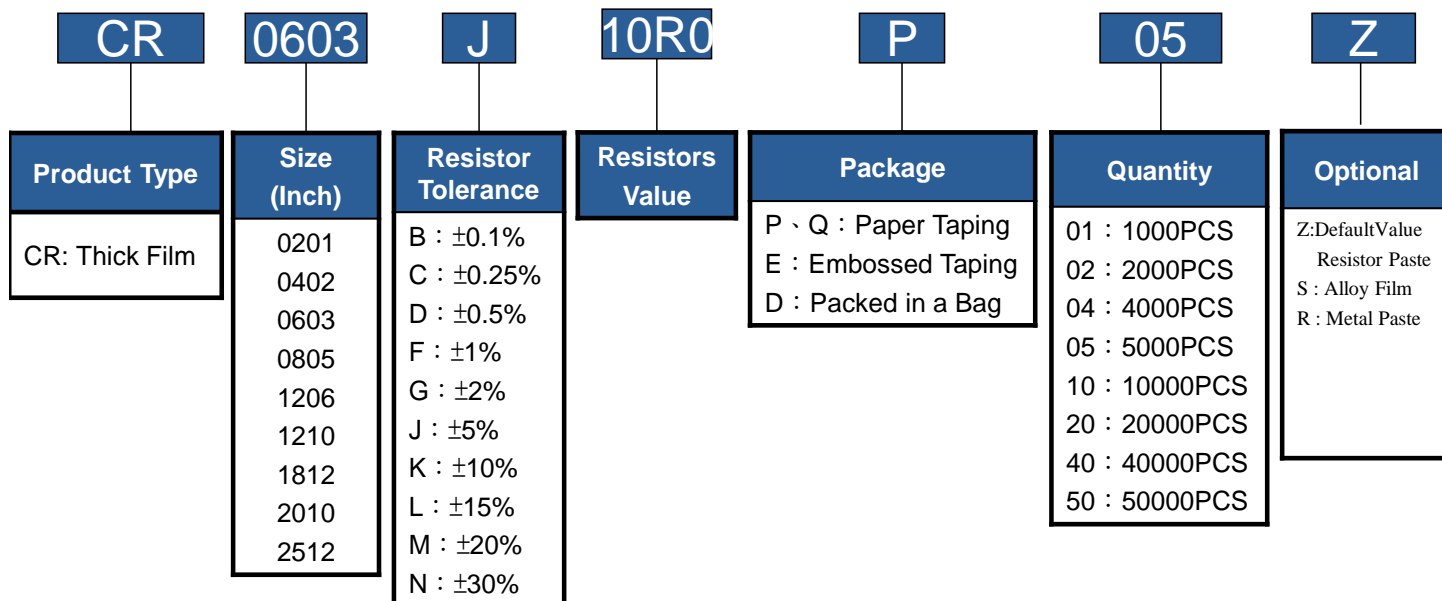 CR 0603 J 10R0 P 05 Z
Product Type
CR: Thick Film
Size
(Inch)
0201
0402
0603
0805
1206
1210
1812
2010
2512
Resistor
Tolerance
B：±0.1%
C：±0.25%
D：±0.5%
F：±1%
G：±2%
J：±5%
K：±10%
L：±15%
M：±20%
N：±30%
Resistors
Value
Package
P、Q：Paper Taping
E：Embossed Taping
D：Packed in a Bag
Quantity
01：1000PCS
02：2000PCS
04：4000PCS
05：5000PCS
10：10000PCS
20：20000PCS
40：40000PCS
50：50000PCS
Optional
Z:DefaultValue
Resistor Paste
S : Alloy Film
R : Metal Paste